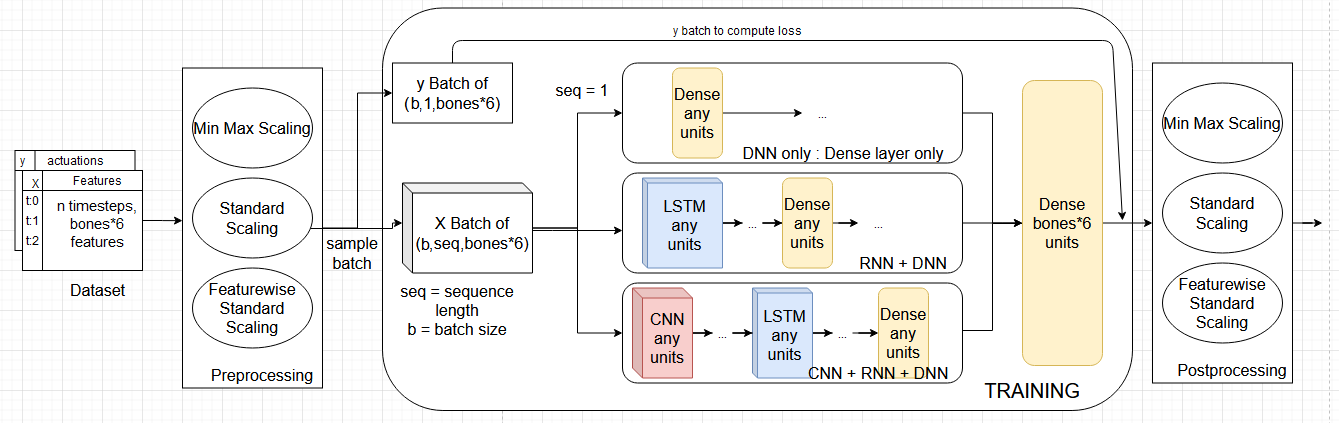 y
actuations
X
Features
t:0
t:1
t:2
n timesteps,
bones*6
features
Dataset
Min Max Scaling
Standard
Scaling
Featurewise
Standard
Scaling
Preprocessing
sample
batch
y batch to compute loss
y Batch of
(b,1,bones*6)
X Batch of
(b,seq,bones*6)
seq = sequence
length
b = batch size
seq = 1
Dense
any
units
...
DNN only : Dense layer only
LSTM
any
units
...
Dense
any
units
...
RNN + DNN
CNN
any
units
...
LSTM
any
units
...
Dense
any
units
CNN + RNN + DNN
Dense
bones*6
units
TRAINING
Min Max Scaling
Standard
Scaling
Featurewise
Standard
Scaling
Postprocessing